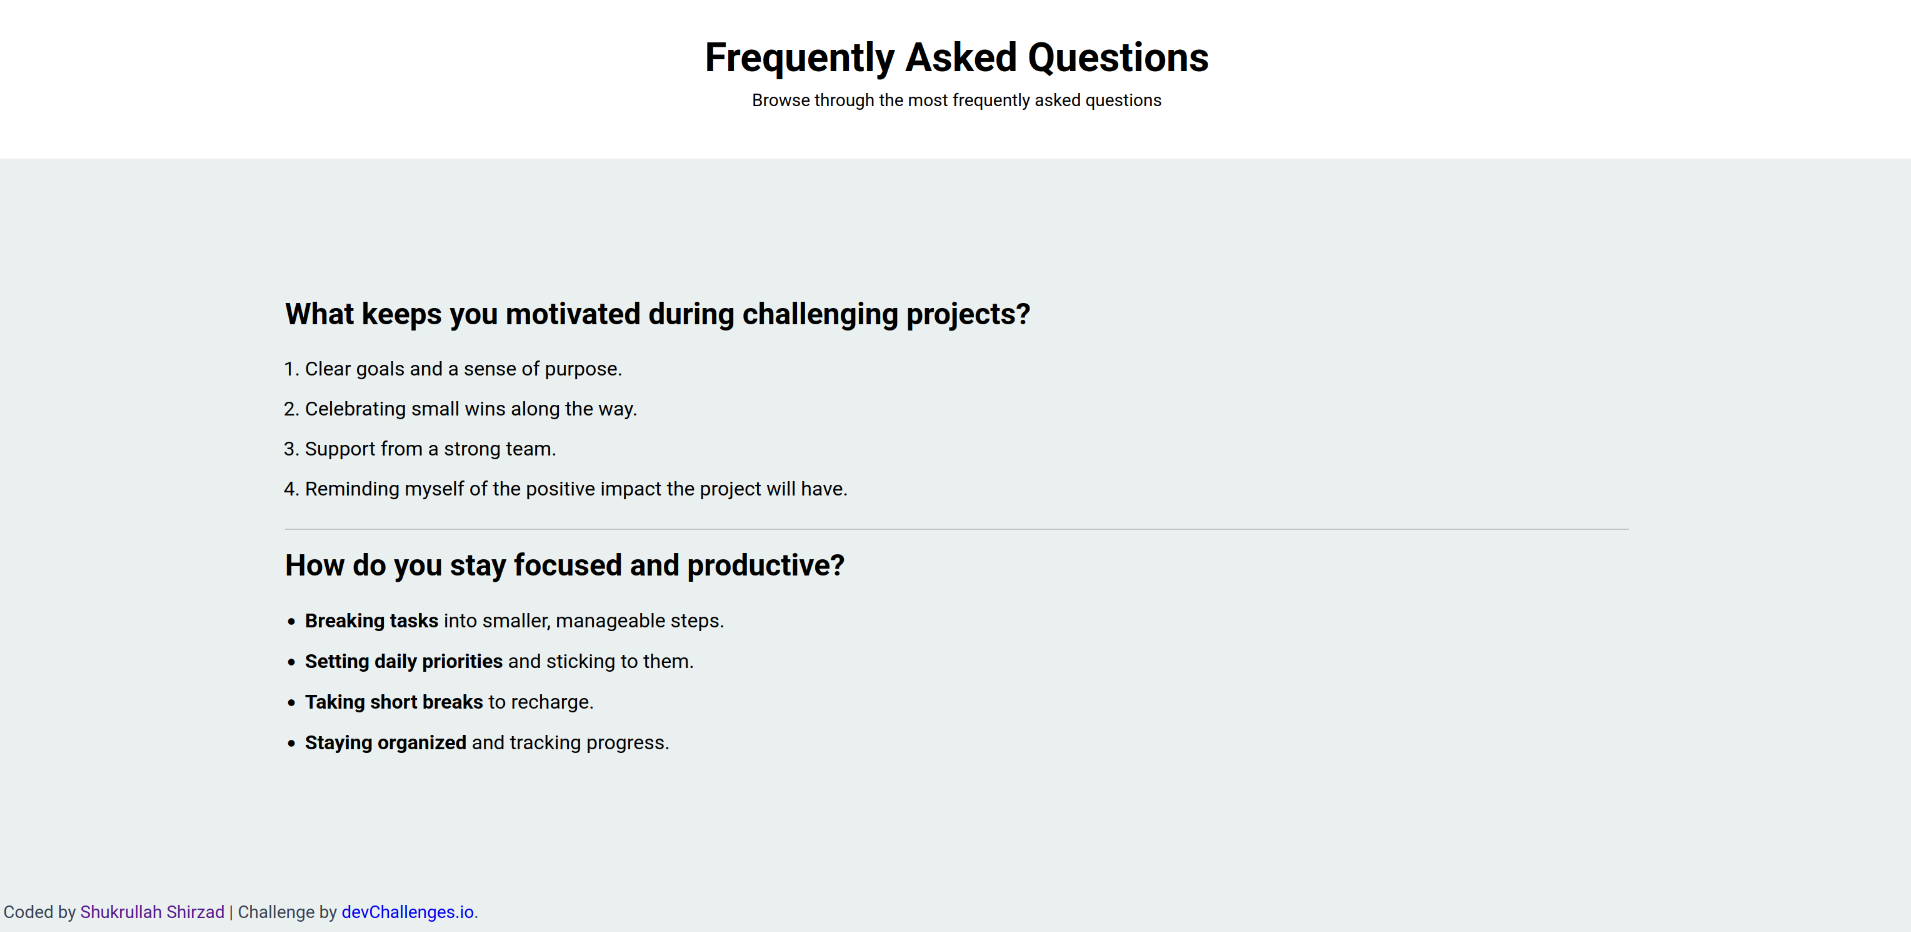 Frequently Asked Questions
Browse through the most frequently asked questions
What keeps you motivated during challenging projects?
1. Clear goals and a sense of purpose.
2. Celebrating small wins along the way.
3. Support from a strong team.
4. Reminding myself of the positive impact the project will have.
How do you stay focused and productive?
• Breaking tasks into smaller, manageable steps.
• Setting daily priorities and sticking to them.
• Taking short breaks to recharge.
• Staying organized and tracking progress.
Coded by Shukrullah Shirzad | Challenge by devChallenges.io.